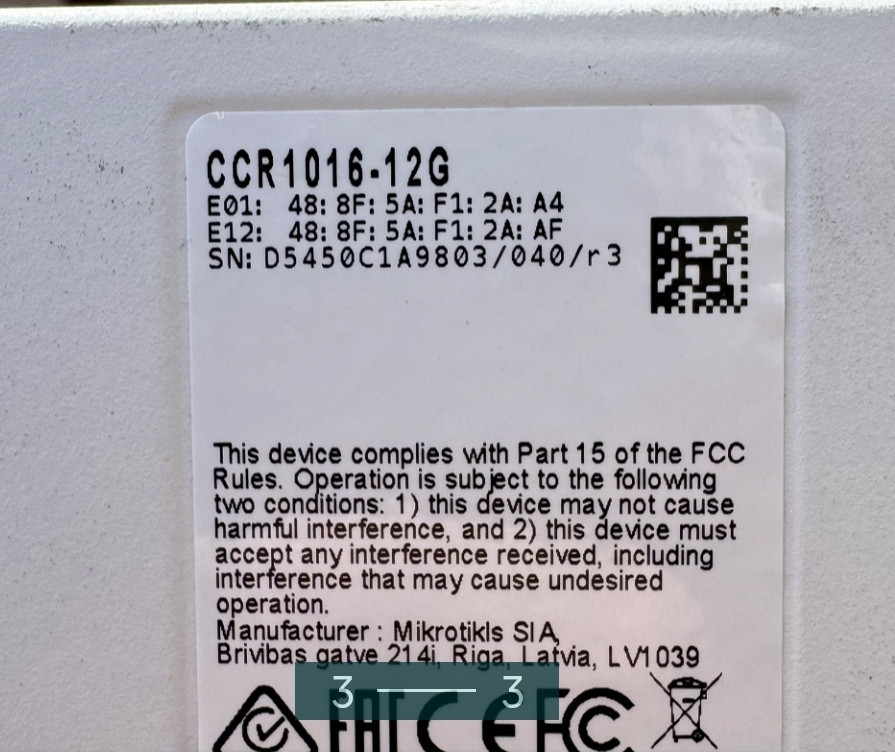 CCR1016-12G
E01: 48:8F:5A:F1:2A:A4
E12: 48:8F:5A:F1:2A:AF
SN: D5450C1A9803/040/r3
This device complies with Part 15 of the FCC
Rules. Operation is subject to the following
two conditions: 1) this device may not cause
harmful interference, and 2) this device must
accept any interference received, including
interference that may cause undesired
operation.
Manufacturer : Mikrotikls SIA,
Brivibas gatve 214i, Riga, Latvia, LV1039
3 — 3
EAC CE FC